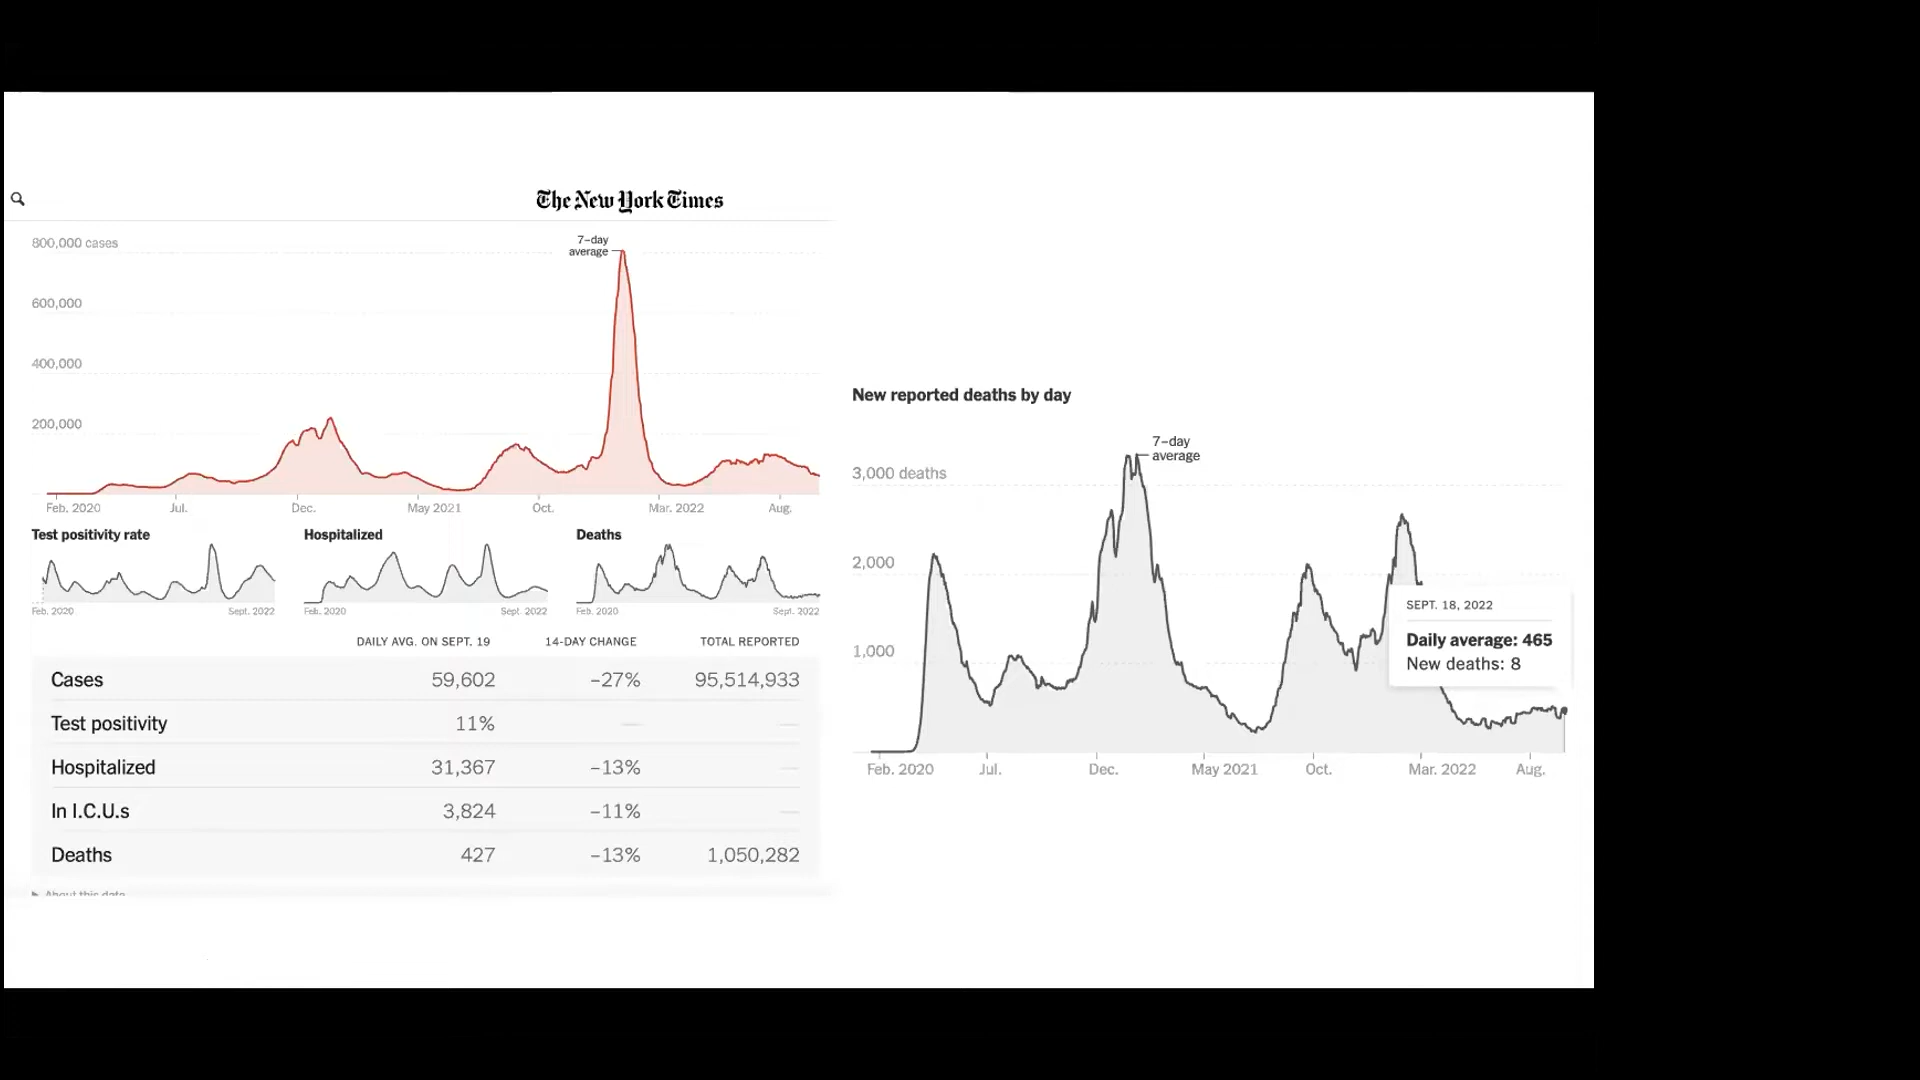 The New York Times
800,000 cases
7-day
average
600,000
400,000
200,000
Feb. 2020 Jul. Dec. May 2021 Oct. Mar. 2022 Aug.
Test positivity rate
Feb. 2020 Sept. 2022
Hospitalized
Feb. 2020 Sept. 2022
Deaths
Feb. 2020 Sept. 2022
DAILY AVG. ON SEPT. 19 14-DAY CHANGE TOTAL REPORTED
Cases 59,602 –27% 95,514,933
Test positivity 11% — —
Hospitalized 31,367 –13% —
In I.C.U.s 3,824 –11% —
Deaths 427 –13% 1,050,282
About this data
New reported deaths by day
7-day
average
3,000 deaths
2,000
1,000
SEPT. 18, 2022
Daily average: 465
New deaths: 8
Feb. 2020 Jul. Dec. May 2021 Oct. Mar. 2022 Aug.